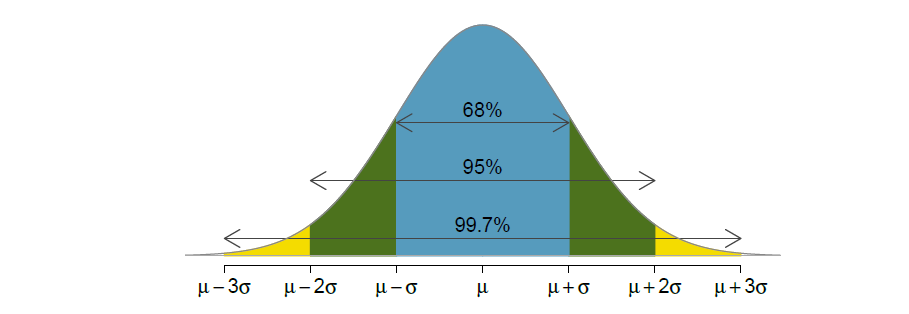 68%
95%
99.7%
μ − 3σ μ − 2σ μ − σ μ μ + σ μ + 2σ μ + 3σ